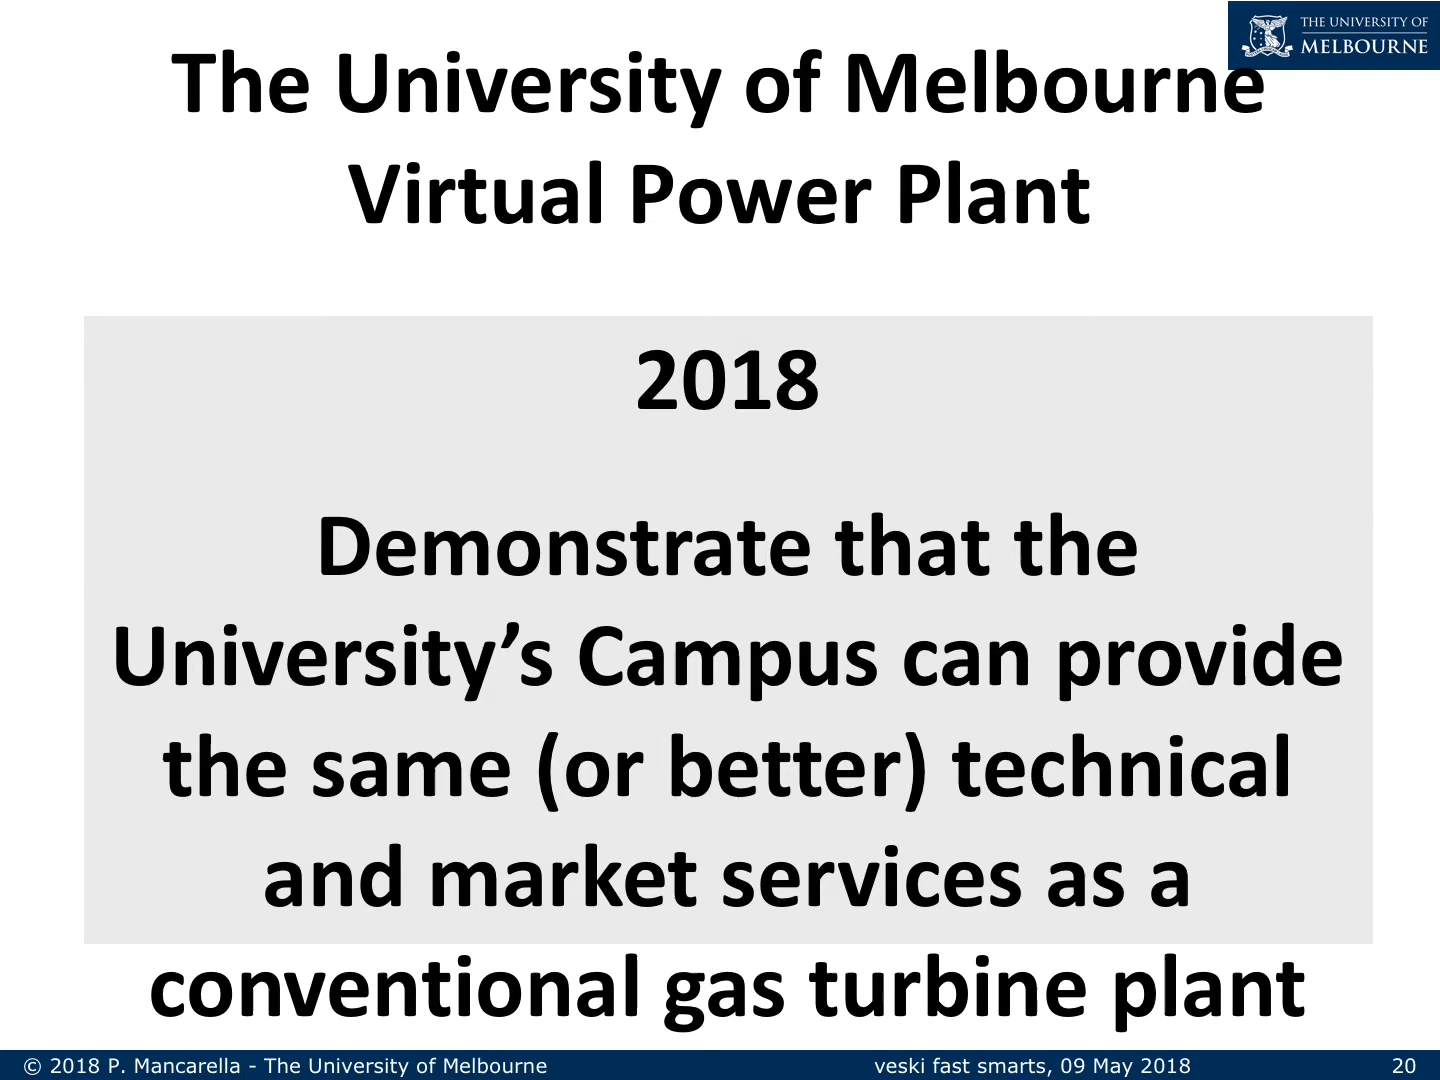 THE UNIVERSITY OF
MELBOURNE
The University of Melbourne
Virtual Power Plant
2018
Demonstrate that the
University’s Campus can provide
the same (or better) technical
and market services as a
conventional gas turbine plant
© 2018 P. Mancarella - The University of Melbourne
veski fast smarts, 09 May 2018
20